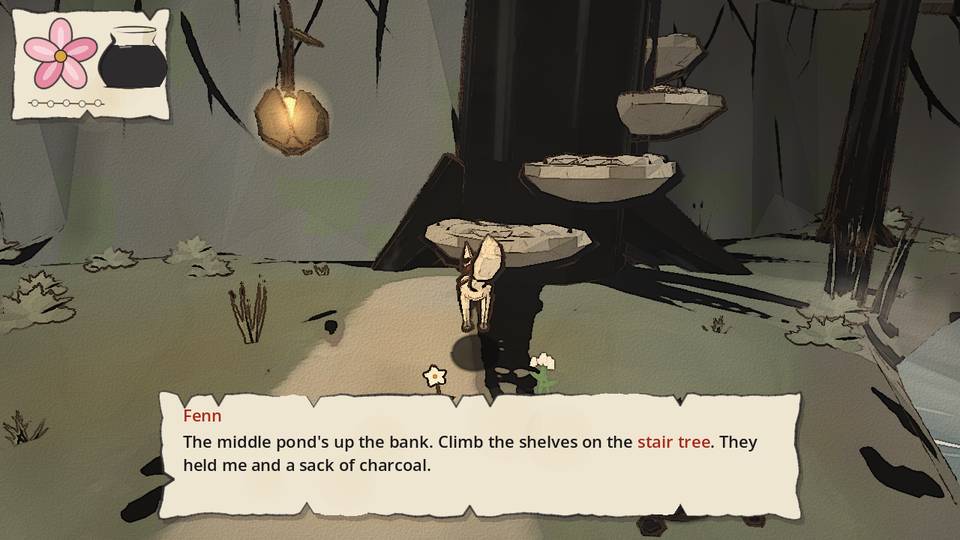 Fenn
The middle pond's up the bank. Climb the shelves on the stair tree. They
held me and a sack of charcoal.